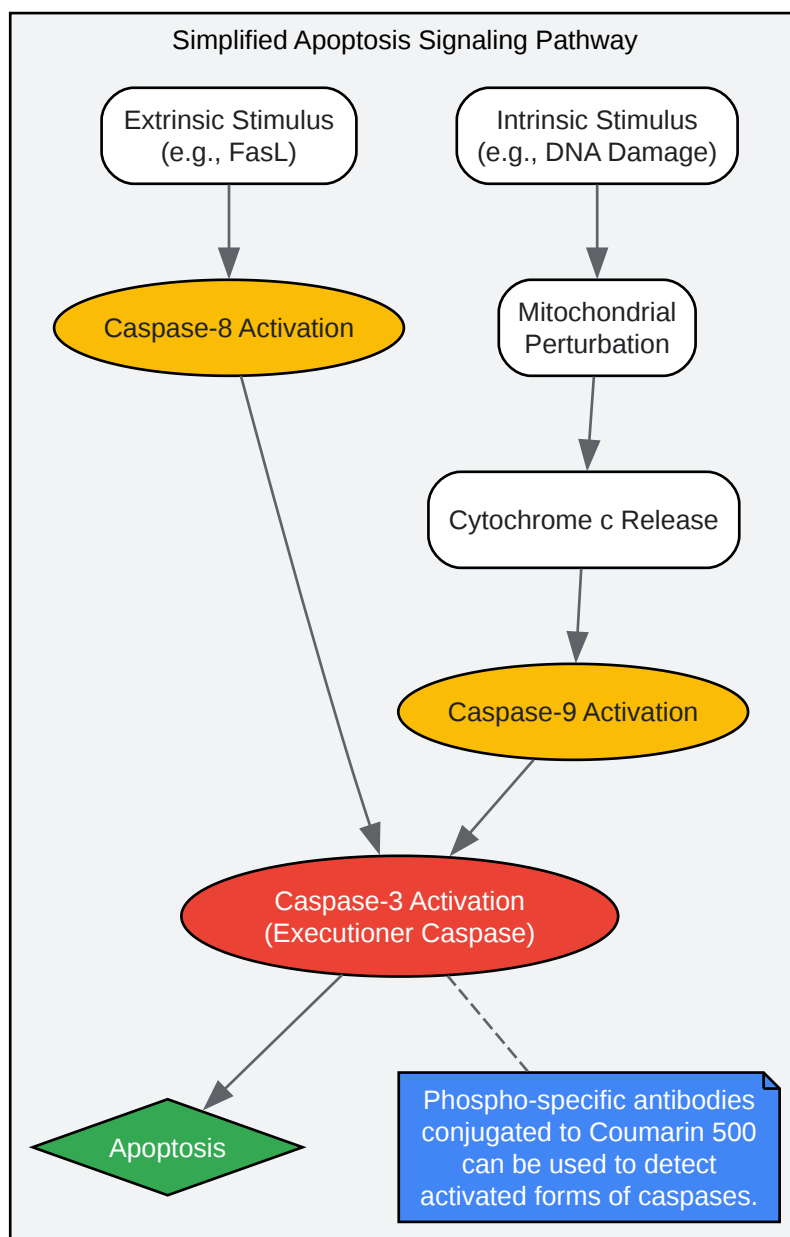 Simplified Apoptosis Signaling Pathway
Extrinsic Stimulus
(e.g., FasL)
Intrinsic Stimulus
(e.g., DNA Damage)
Caspase-8 Activation
Mitochondrial
Perturbation
Cytochrome c Release
Caspase-9 Activation
Caspase-3 Activation
(Executioner Caspase)
Apoptosis
Phospho-specific antibodies
conjugated to Coumarin 500
can be used to detect
activated forms of caspases.